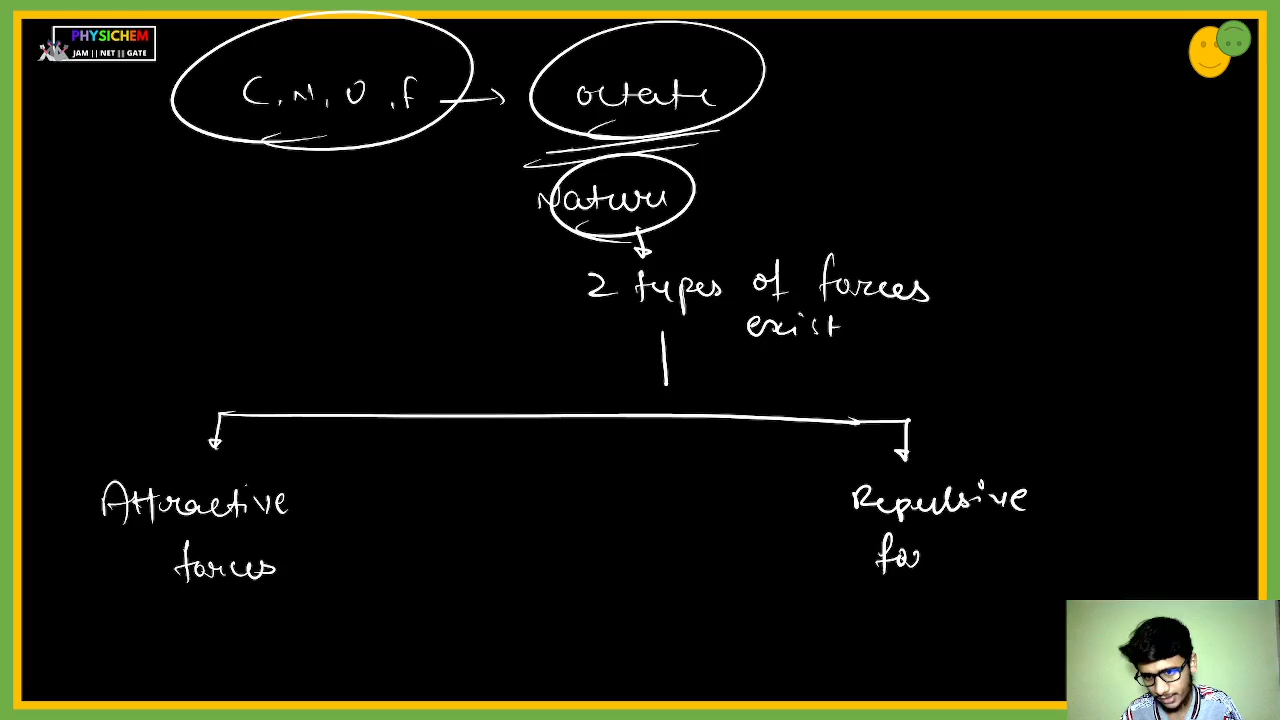 PHYSICHEM
JAM || NET || GATE
C, N, O, F → octate
Nature
2 types of forces
exist
Attractive
forces
Repulsive
for